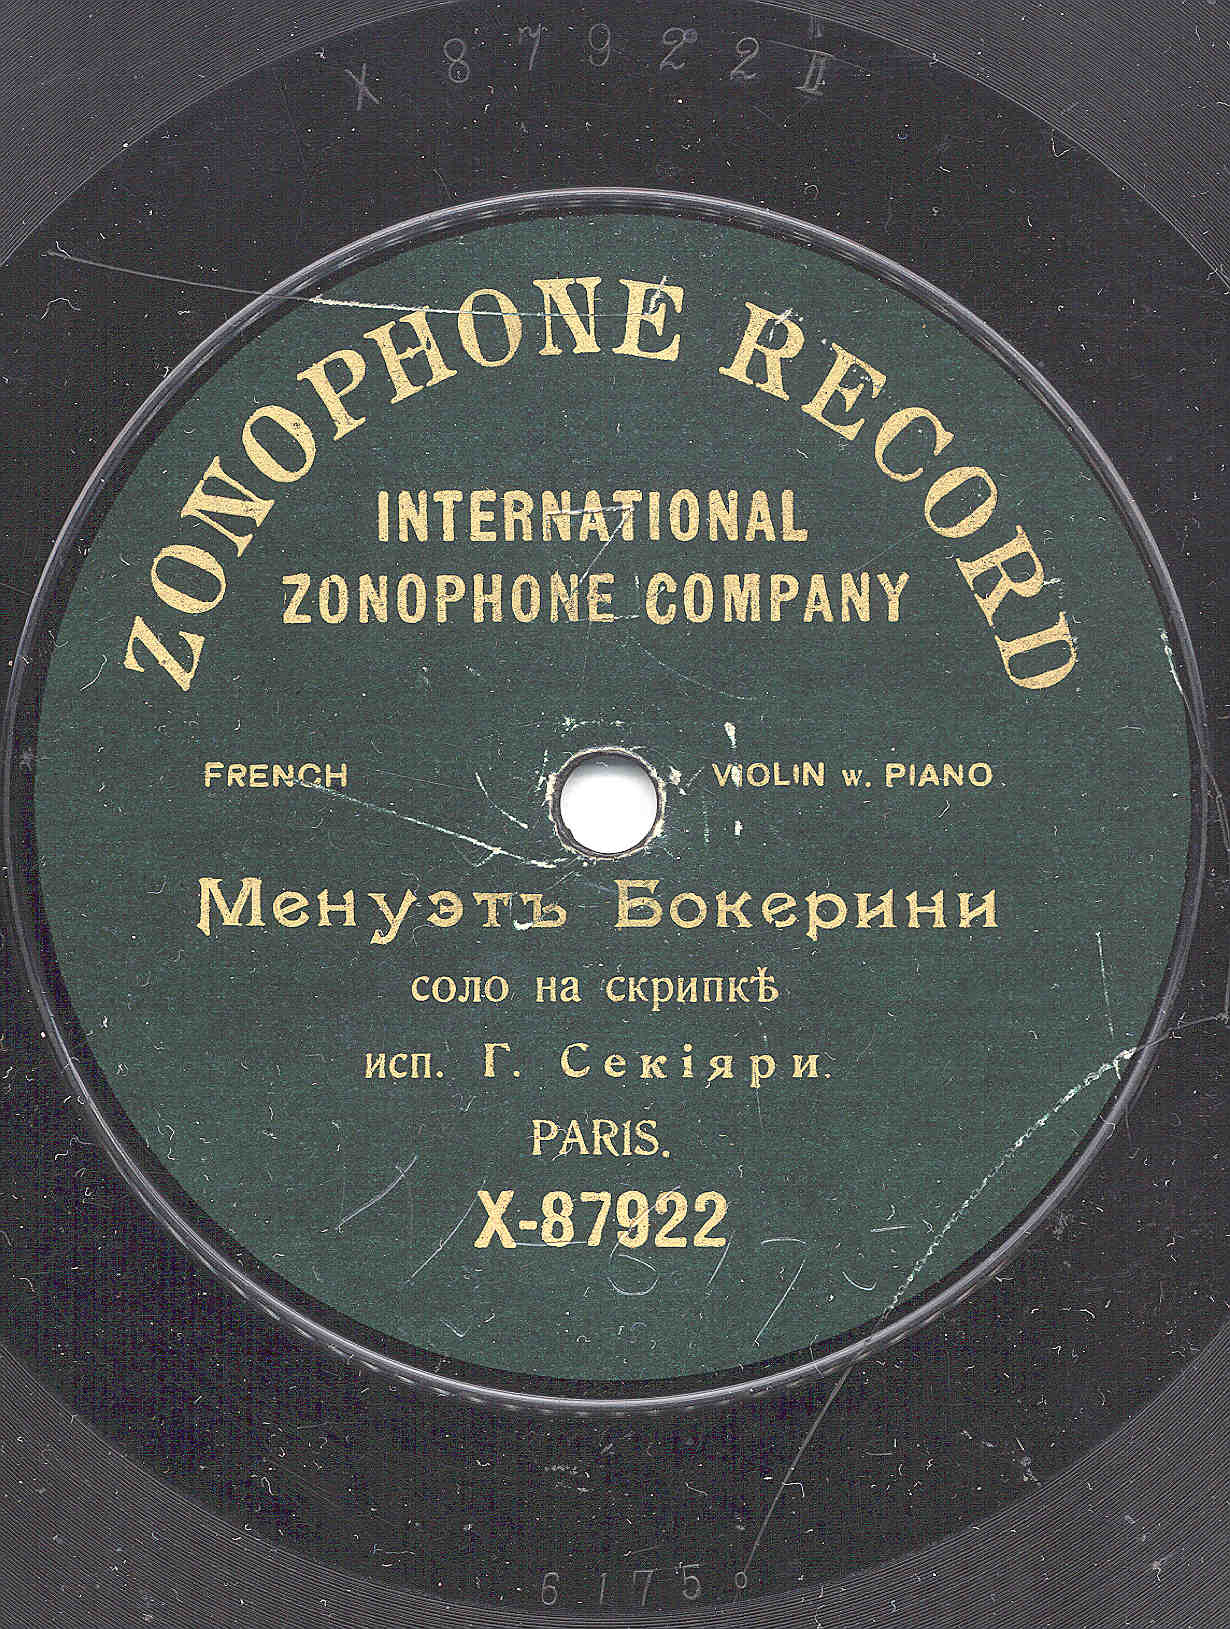 X 87922 II
ZONOPHONE RECORD
INTERNATIONAL
ZONOPHONE COMPANY
FRENCH VIOLIN w. PIANO
Менуэтъ Бокерини
соло на скрипкѣ
исп. Г. Секіяри.
PARIS.
X-87922
6175º